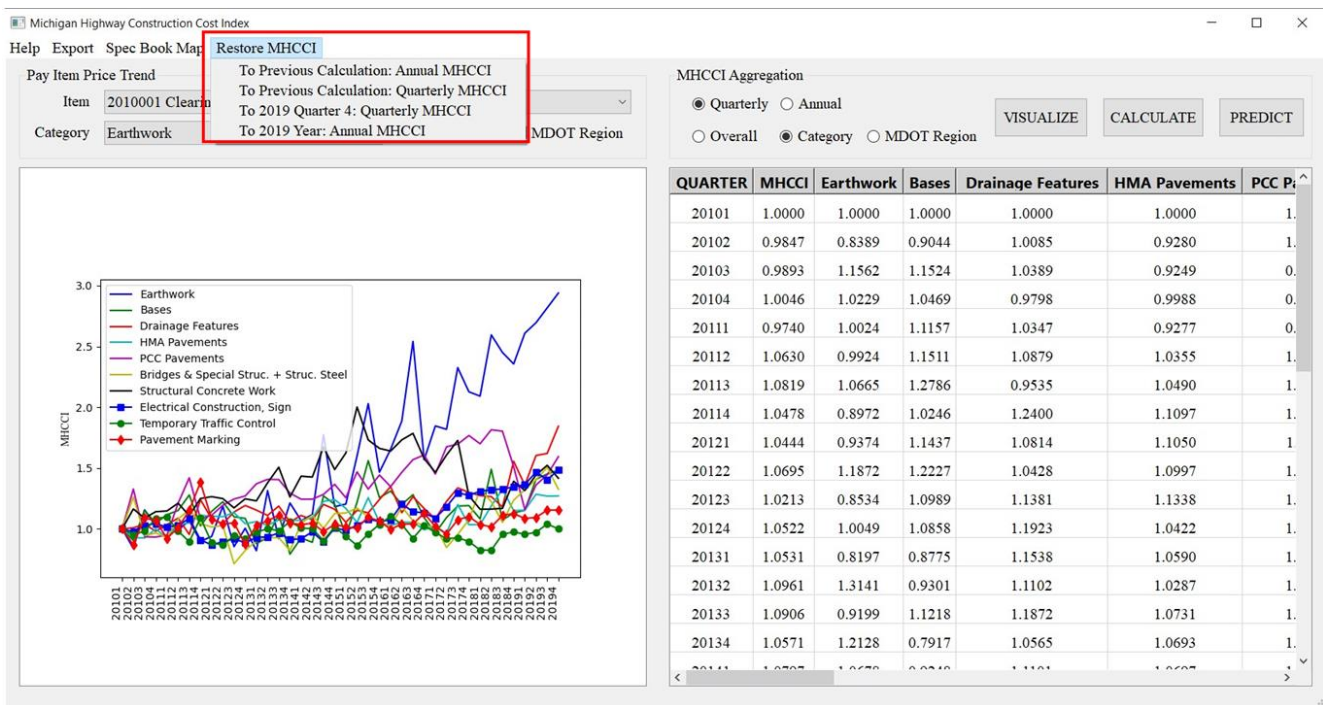 Michigan Highway Construction Cost Index
Help Export Spec Book Map Restore MHCCI
To Previous Calculation: Annual MHCCI
To Previous Calculation: Quarterly MHCCI
To 2019 Quarter 4: Quarterly MHCCI
To 2019 Year: Annual MHCCI
Pay Item Price Trend
Item 2010001
Category Earthwork MDOT Region
MHCCI Aggregation
Quarterly Annual
Overall Category MDOT Region
VISUALIZE CALCULATE PREDICT
3.0
2.5
2.0
1.5
1.0
MHCCI
Earthwork
Bases
Drainage Features
HMA Pavements
PCC Pavements
Bridges & Special Struc. + Struc. Steel
Structural Concrete Work
Electrical Construction, Sign
Temporary Traffic Control
Pavement Marking
20101 20102 20103 20104 20111 20112 20113 20114 20121 20122 20123 20124 20131 20132 20133 20134 20141 20142 20143 20144 20151 20152 20153 20154 20161 20162 20163 20164 20171 20172 20173 20174 20181 20182 20183 20184 20191 20192 20193 20194
QUARTER MHCCI Earthwork Bases Drainage Features HMA Pavements PCC
20101 1.0000 1.0000 1.0000 1.0000 1.0000 1.
20102 0.9847 0.8389 0.9044 1.0085 0.9280 1.
20103 0.9893 1.1562 1.1524 1.0389 0.9249 0.
20104 1.0046 1.0229 1.0469 0.9798 0.9988 0.
20111 0.9740 1.0024 1.1157 1.0347 0.9277 0.
20112 1.0630 0.9924 1.1511 1.0879 1.0355 1.
20113 1.0819 1.0665 1.2786 0.9535 1.0490 1.
20114 1.0478 0.8972 1.0246 1.2400 1.1097 1.
20121 1.0444 0.9374 1.1437 1.0814 1.1050 1.
20122 1.0695 1.1872 1.2227 1.0428 1.0997 1.
20123 1.0213 0.8534 1.0989 1.1381 1.1338 1.
20124 1.0522 1.0049 1.0858 1.1923 1.0422 1.
20131 1.0531 0.8197 0.8775 1.1538 1.0590 1.
20132 1.0961 1.3141 0.9301 1.1102 1.0287 1.
20133 1.0906 0.9199 1.1218 1.1872 1.0731 1.
20134 1.0571 1.2128 0.7917 1.0565 1.0693 1.